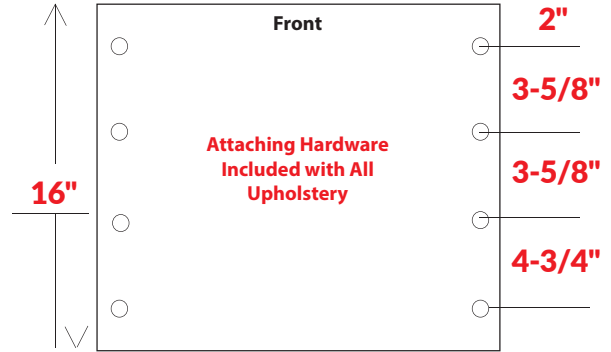 Front
2"
3-5/8"
Attaching Hardware
Included with All
Upholstery
3-5/8"
16"
4-3/4"